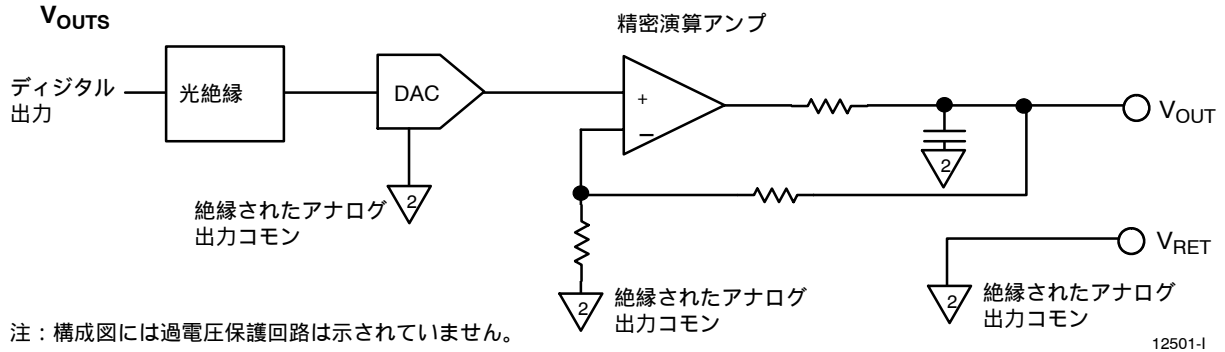 VOUTS
精密演算アンプ
ディジタル
出力
光絶縁
DAC
+
−
VOUT
2
2
絶縁されたアナログ
出力コモン
VRET
2
絶縁されたアナログ
出力コモン
2
絶縁されたアナログ
出力コモン
注：構成図には過電圧保護回路は示されていません。
12501-I